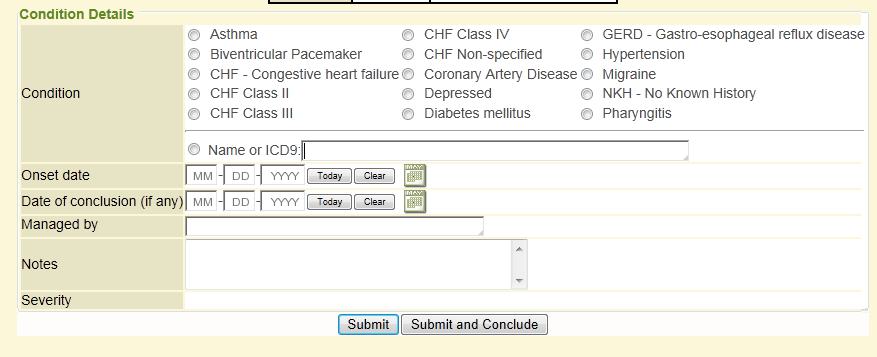 Condition Details
Asthma CHF Class IV GERD - Gastro-esophageal reflux disease
Biventricular Pacemaker CHF Non-specified Hypertension
CHF - Congestive heart failure Coronary Artery Disease Migraine
Condition CHF Class II Depressed NKH - No Known History
CHF Class III Diabetes mellitus Pharyngitis
Name or ICD9:
Onset date MM - DD - YYYY Today Clear MAY
Date of conclusion (if any) MM - DD - YYYY Today Clear MAY
Managed by
Notes
Severity
Submit Submit and Conclude